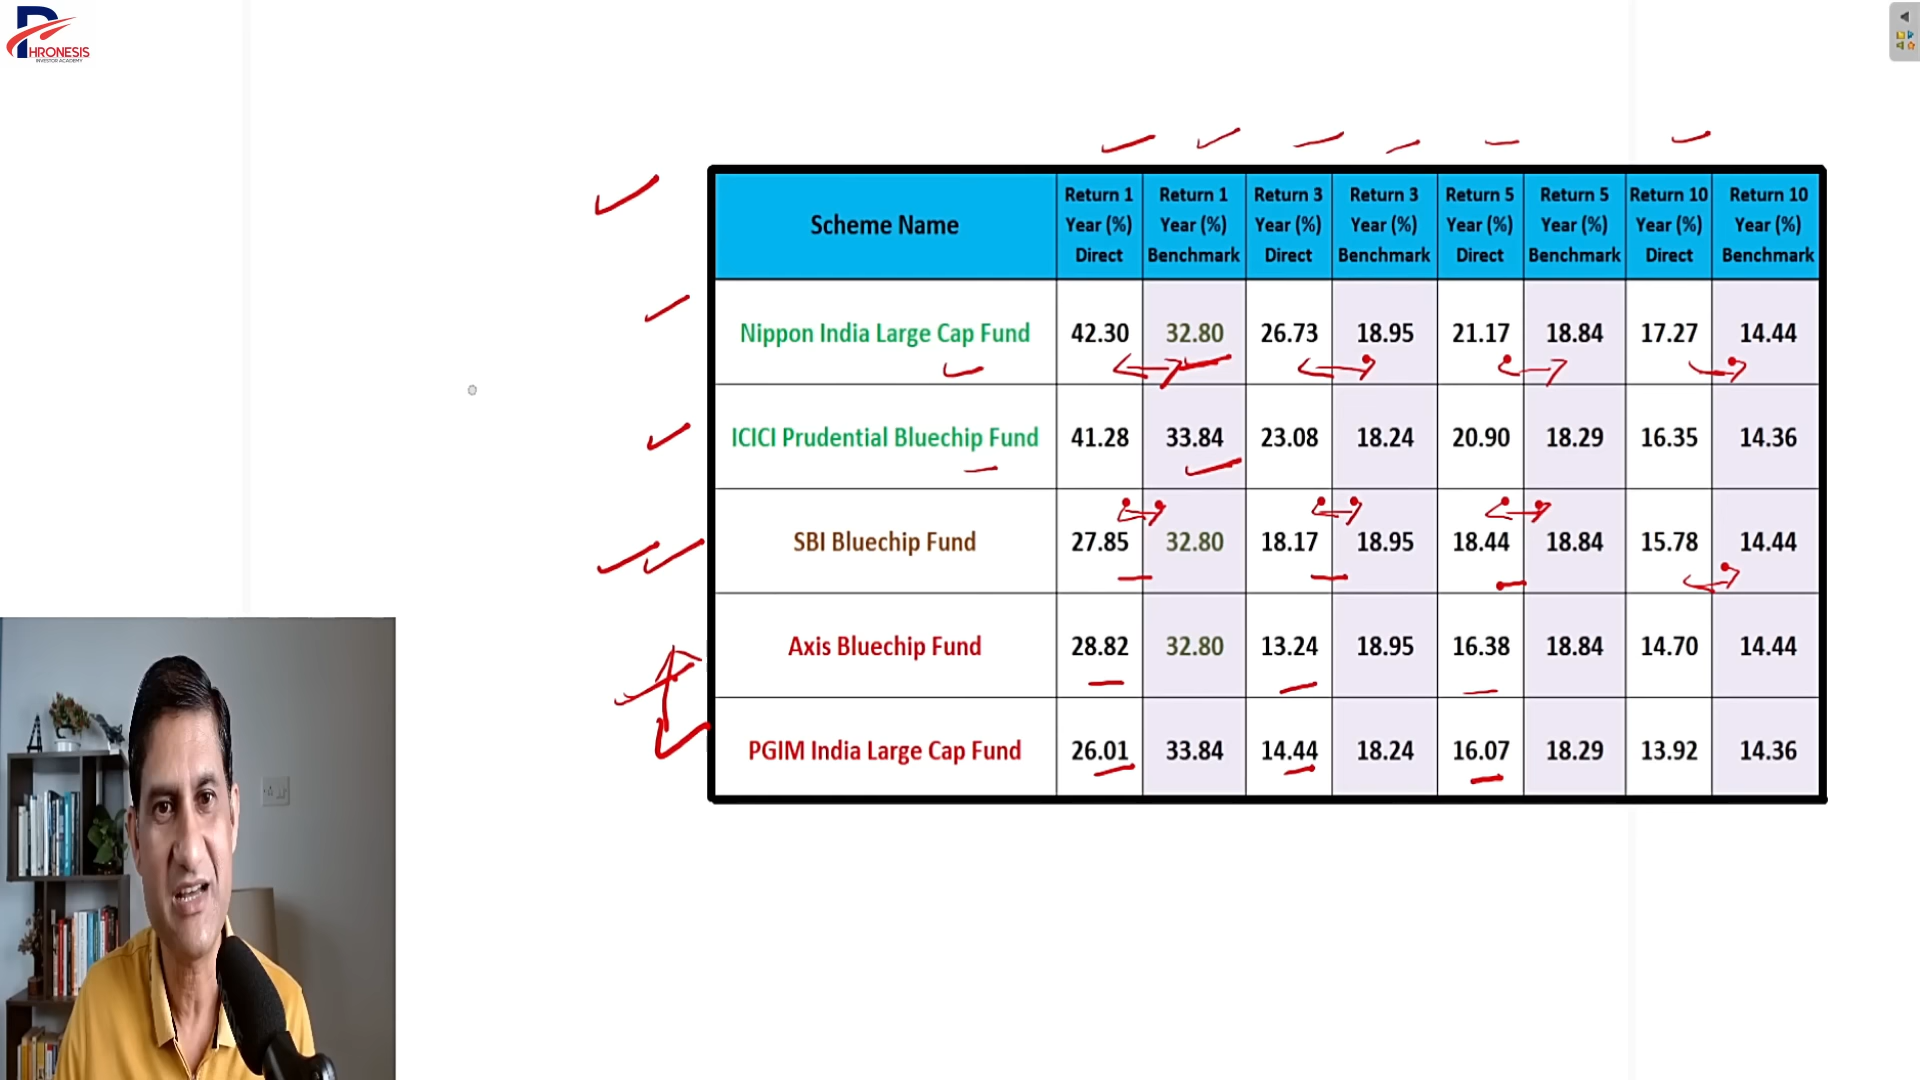 PHRONESIS
INVESTOR ACADEMY
Scheme Name
Return 1 Year (%) Direct
Return 1 Year (%) Benchmark
Return 3 Year (%) Direct
Return 3 Year (%) Benchmark
Return 5 Year (%) Direct
Return 5 Year (%) Benchmark
Return 10 Year (%) Direct
Return 10 Year (%) Benchmark
Nippon India Large Cap Fund 42.30 32.80 26.73 18.95 21.17 18.84 17.27 14.44
ICICI Prudential Bluechip Fund 41.28 33.84 23.08 18.24 20.90 18.29 16.35 14.36
SBI Bluechip Fund 27.85 32.80 18.17 18.95 18.44 18.84 15.78 14.44
Axis Bluechip Fund 28.82 32.80 13.24 18.95 16.38 18.84 14.70 14.44
PGIM India Large Cap Fund 26.01 33.84 14.44 18.24 16.07 18.29 13.92 14.36